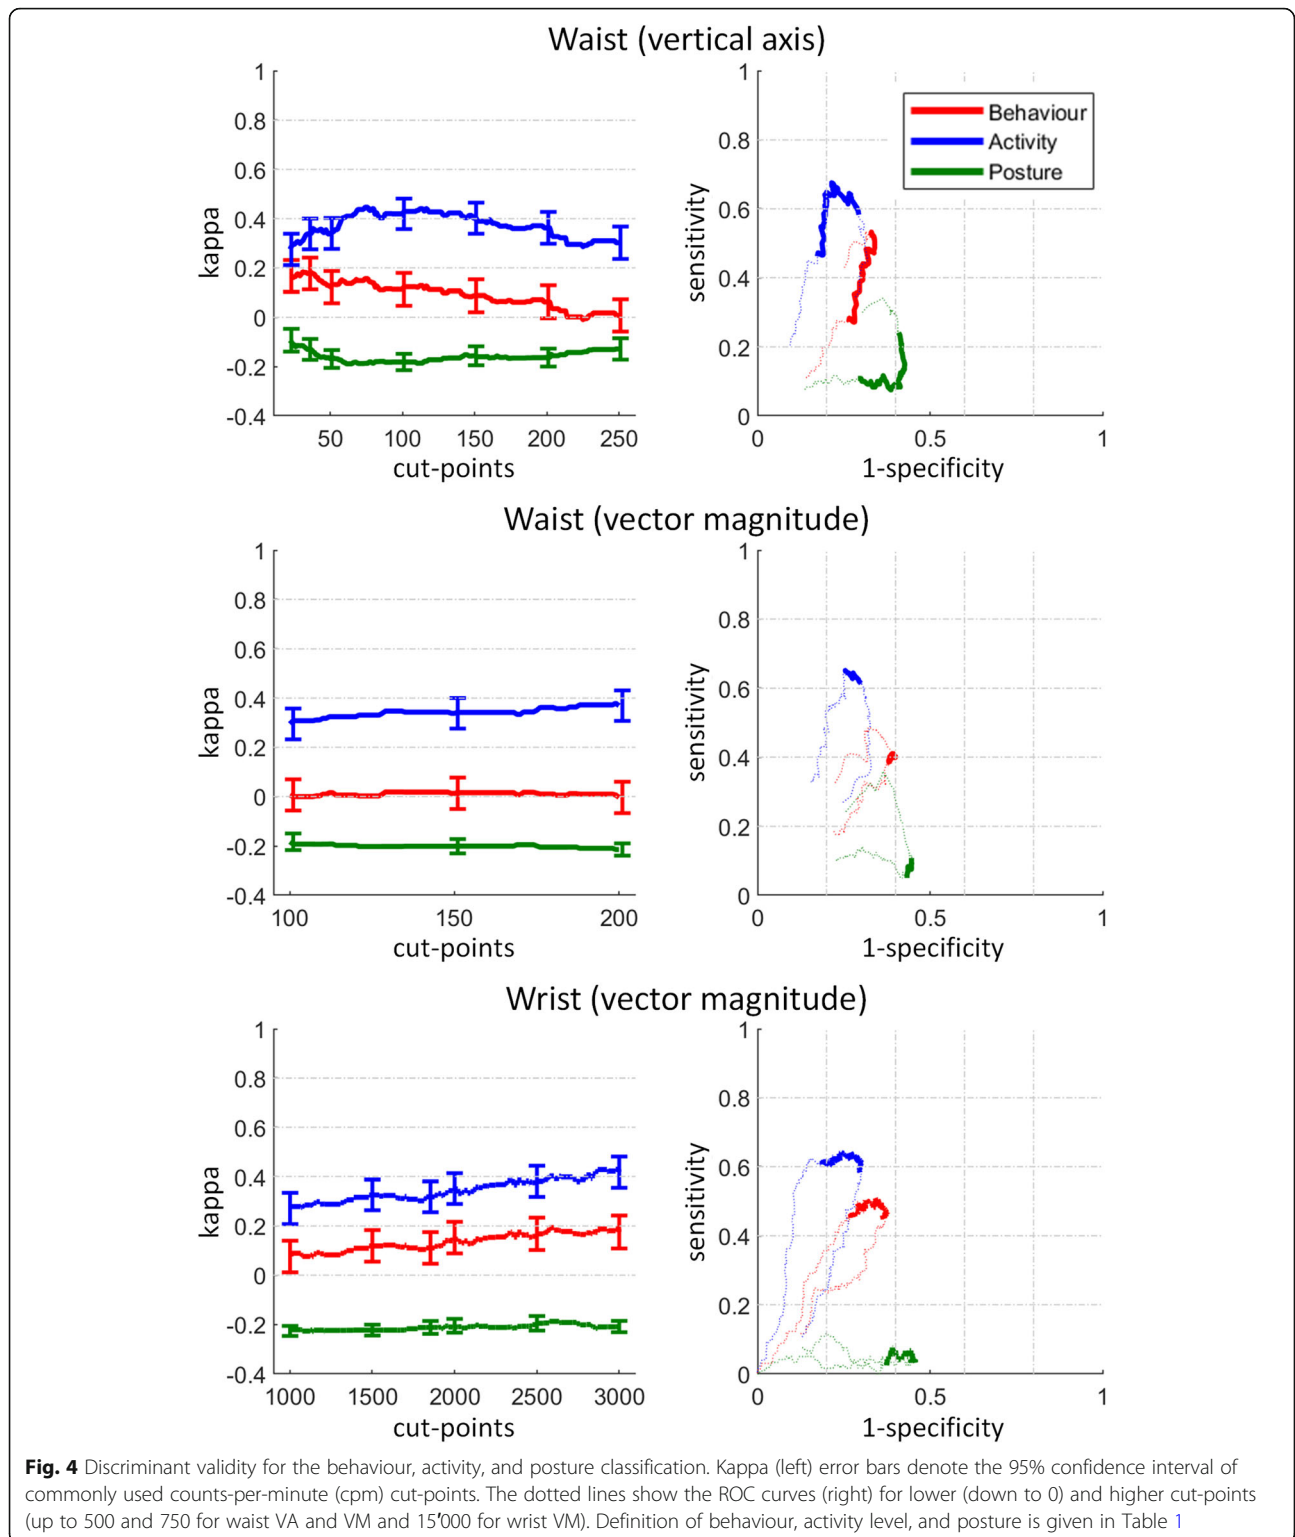 Waist (vertical axis)
1
0.8
0.6
0.4
0.2
0
-0.2
-0.4
kappa
50 100 150 200 250
cut-points
1
0.8
0.6
0.4
0.2
0
sensitivity
0 0.5 1
1-specificity
Behaviour
Activity
Posture
Waist (vector magnitude)
1
0.8
0.6
0.4
0.2
0
-0.2
-0.4
kappa
100 150 200
cut-points
1
0.8
0.6
0.4
0.2
0
sensitivity
0 0.5 1
1-specificity
Wrist (vector magnitude)
1
0.8
0.6
0.4
0.2
0
-0.2
-0.4
kappa
1000 1500 2000 2500 3000
cut-points
1
0.8
0.6
0.4
0.2
0
sensitivity
0 0.5 1
1-specificity
Fig. 4 Discriminant validity for the behaviour, activity, and posture classification. Kappa (left) error bars denote the 95% confidence interval of
commonly used counts-per-minute (cpm) cut-points. The dotted lines show the ROC curves (right) for lower (down to 0) and higher cut-points
(up to 500 and 750 for waist VA and VM and 15′000 for wrist VM). Definition of behaviour, activity level, and posture is given in Table 1